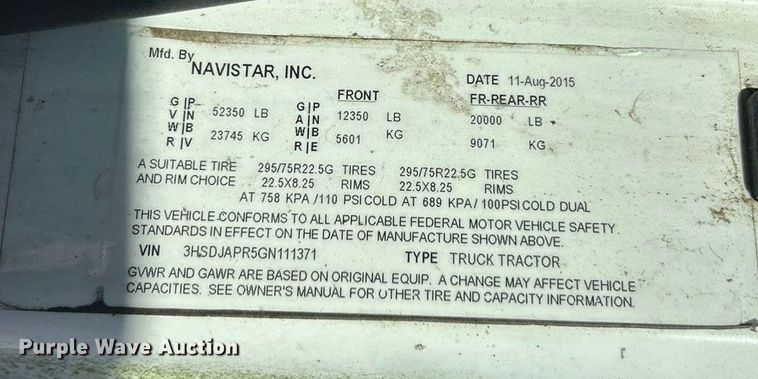 Mfd. By
NAVISTAR, INC. DATE 11-Aug-2015
FRONT FR-REAR-RR
G|P V|N W|B R|V 52350 LB G|P A|N W|B R|E 12350 LB 20000 LB
23745 KG 5601 KG 9071 KG
A SUITABLE TIRE 295/75R22.5G TIRES 295/75R22.5G TIRES
AND RIM CHOICE 22.5X8.25 RIMS 22.5X8.25 RIMS
AT 758 KPA /110 PSICOLD AT 689 KPA/ 100PSICOLD DUAL
THIS VEHICLE CONFORMS TO ALL APPLICABLE FEDERAL MOTOR VEHICLE SAFETY
STANDARDS IN EFFECT ON THE DATE OF MANUFACTURE SHOWN ABOVE.
VIN 3HSDJAPR5GN111371 TYPE TRUCK TRACTOR
GVWR AND GAWR ARE BASED ON ORIGINAL EQUIP. A CHANGE MAY AFFECT VEHICLE
CAPACITIES. SEE OWNER'S MANUAL FOR OTHER TIRE AND CAPACITY INFORMATION.
Purple Wave Auction